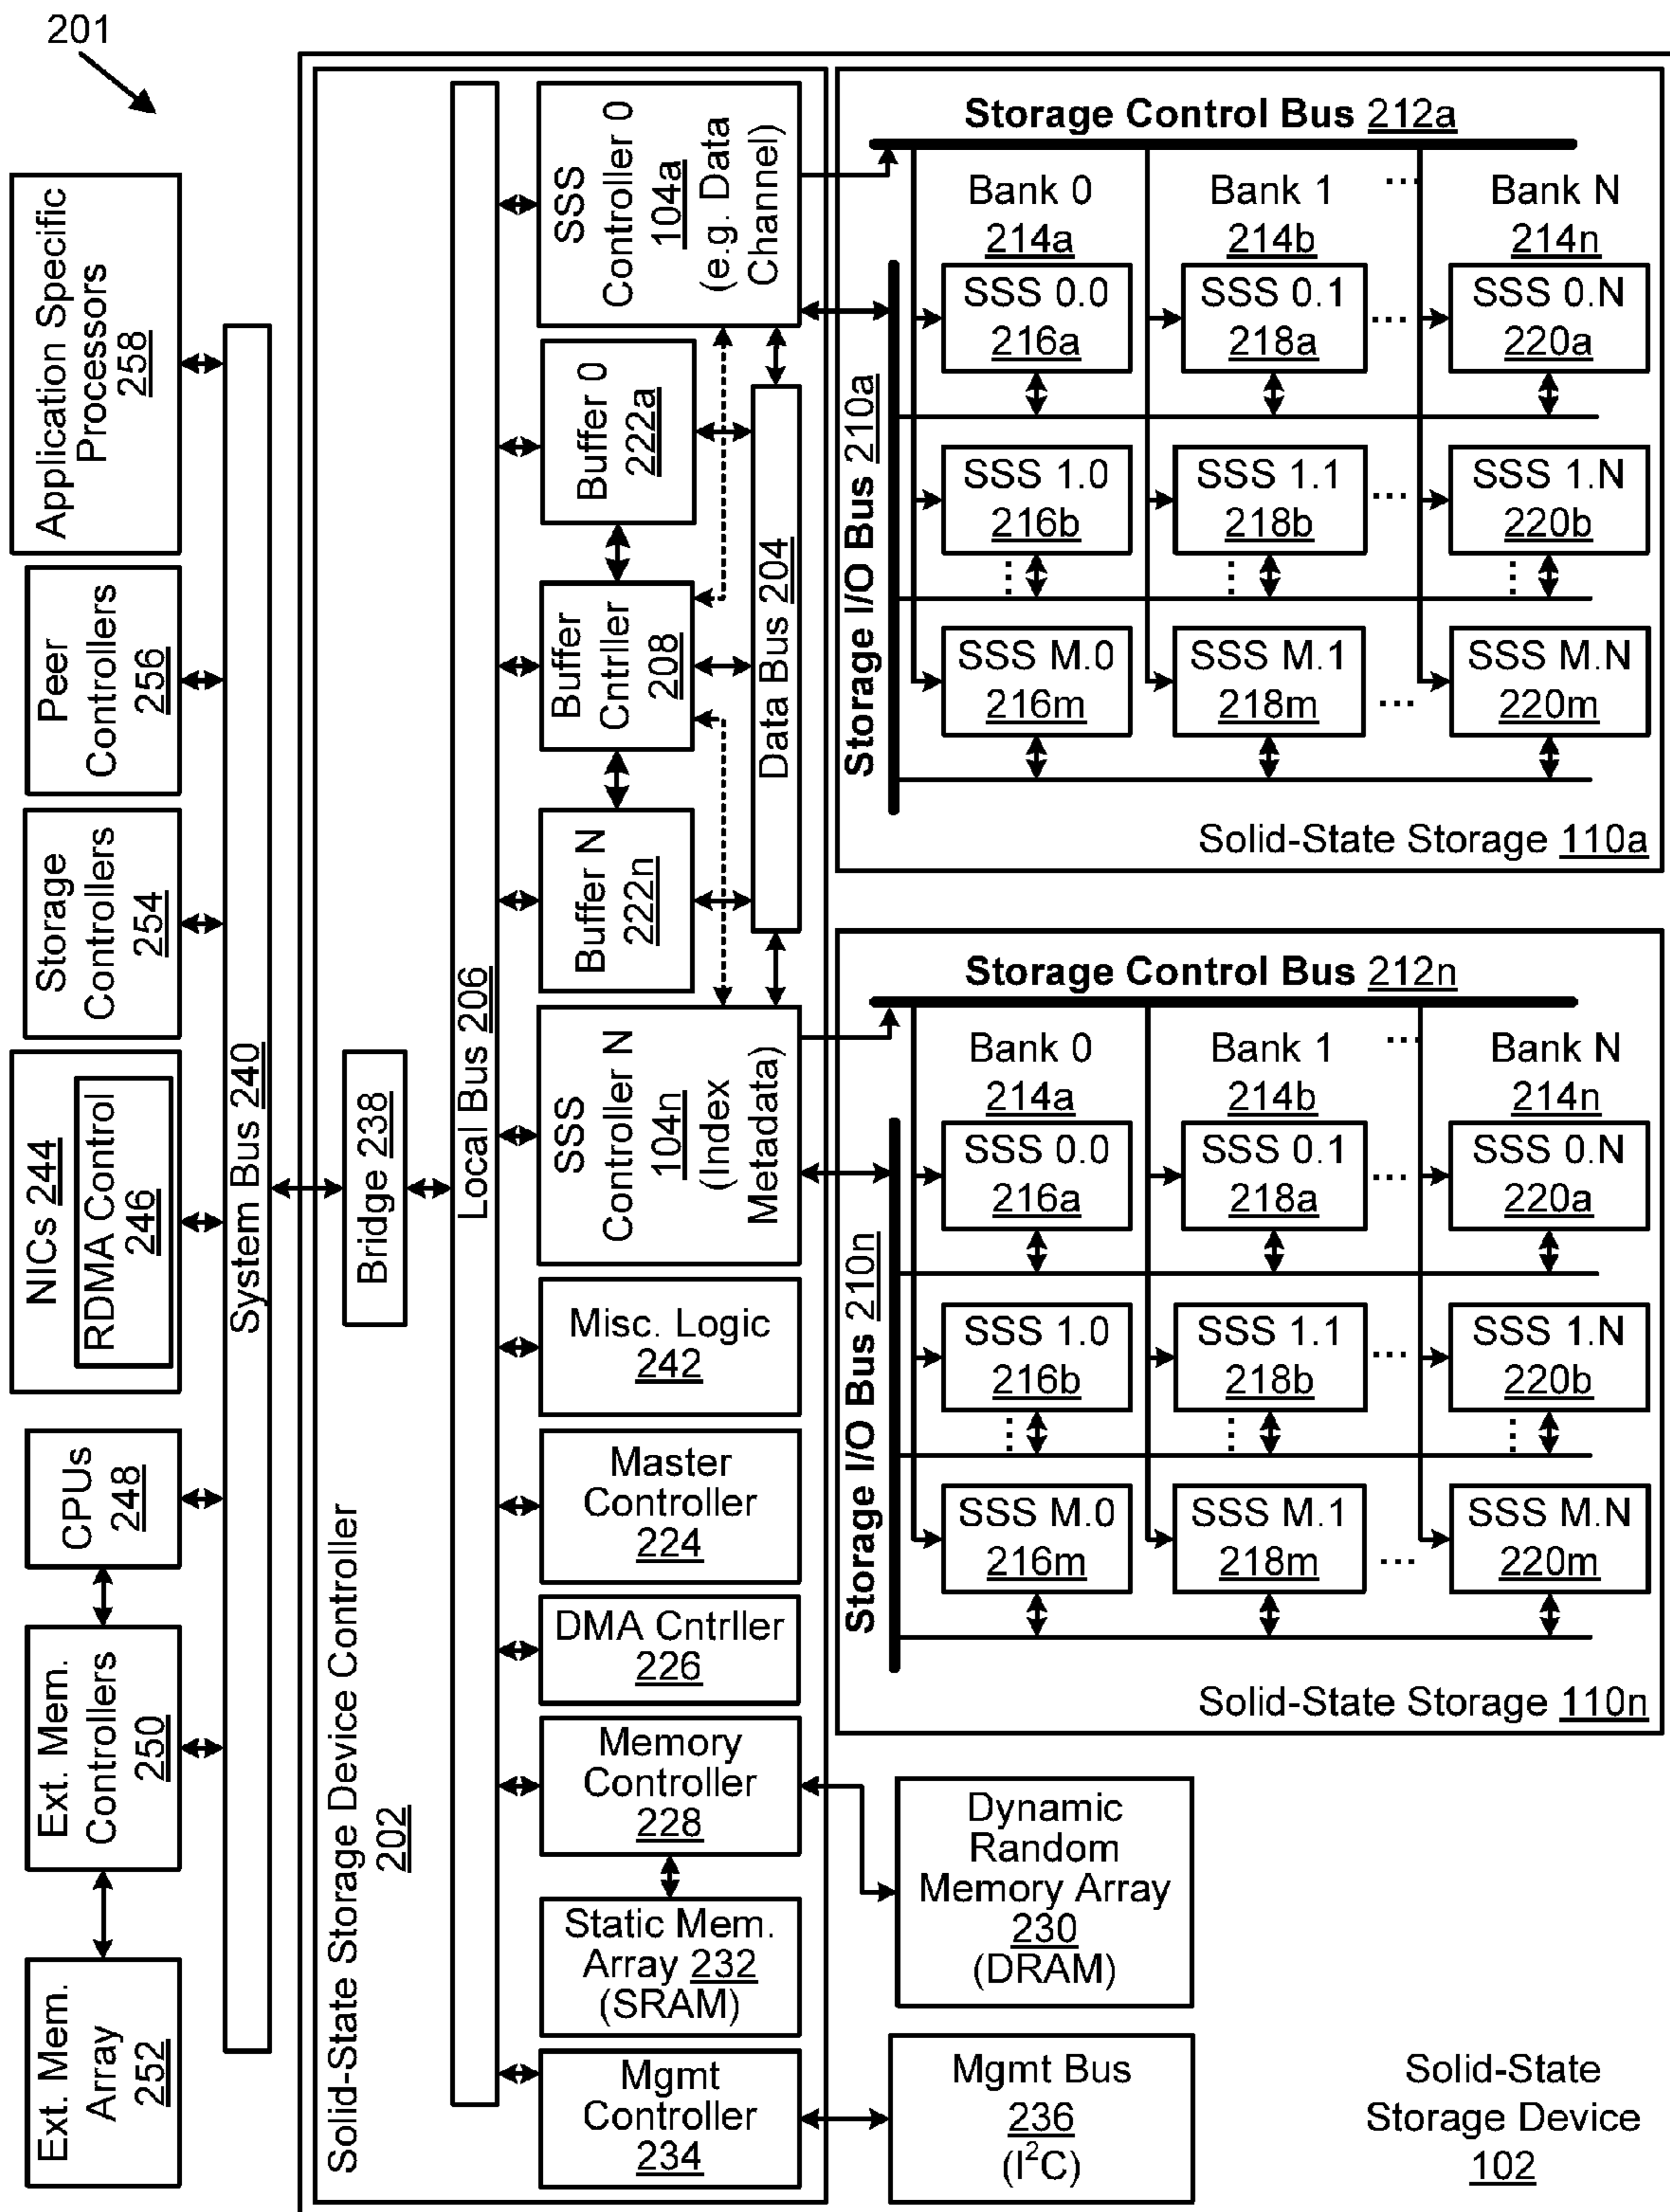 201
Application Specific
Processors
258
Peer
Controllers
256
Storage
Controllers
254
NICs 244
RDMA Control
246
CPUs
248
Ext. Mem.
Controllers
250
Ext. Mem.
Array
252
System Bus 240
Bridge 238
Solid-State Storage Device Controller
202
Local Bus 206
SSS
Controller 0
104a
(e.g. Data
Channel)
Buffer 0
222a
Buffer
Cntrller
208
Buffer N
222n
Data Bus 204
SSS
Controller N
104n
(Index
Metadata)
Misc. Logic
242
Master
Controller
224
DMA Cntrller
226
Memory
Controller
228
Static Mem.
Array 232
(SRAM)
Mgmt
Controller
234
Storage Control Bus 212a
Bank 0
214a
Bank 1
214b
...
Bank N
214n
Storage I/O Bus 210a
SSS 0.0
216a
SSS 0.1
218a
...
SSS 0.N
220a
SSS 1.0
216b
SSS 1.1
218b
...
SSS 1.N
220b
SSS M.0
216m
SSS M.1
218m
...
SSS M.N
220m
Solid-State Storage 110a
Storage Control Bus 212n
Bank 0
214a
Bank 1
214b
...
Bank N
214n
Storage I/O Bus 210n
SSS 0.0
216a
SSS 0.1
218a
...
SSS 0.N
220a
SSS 1.0
216b
SSS 1.1
218b
...
SSS 1.N
220b
SSS M.0
216m
SSS M.1
218m
...
SSS M.N
220m
Solid-State Storage 110n
Dynamic
Random
Memory Array
230
(DRAM)
Mgmt Bus
236
(I²C)
Solid-State
Storage Device
102